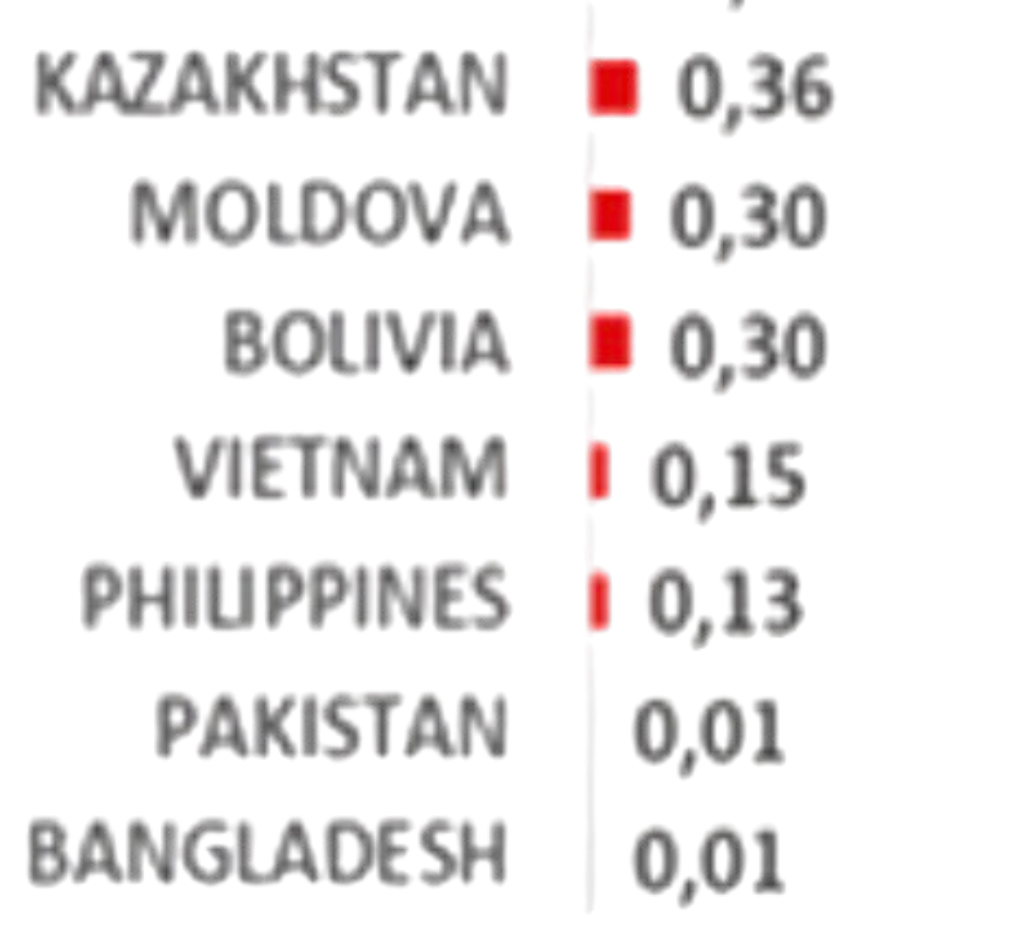 KAZAKHSTAN 0,36
MOLDOVA 0,30
BOLIVIA 0,30
VIETNAM 0,15
PHILIPPINES 0,13
PAKISTAN 0,01
BANGLADESH 0,01